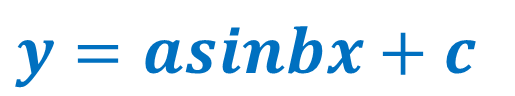 y = asinbx + c